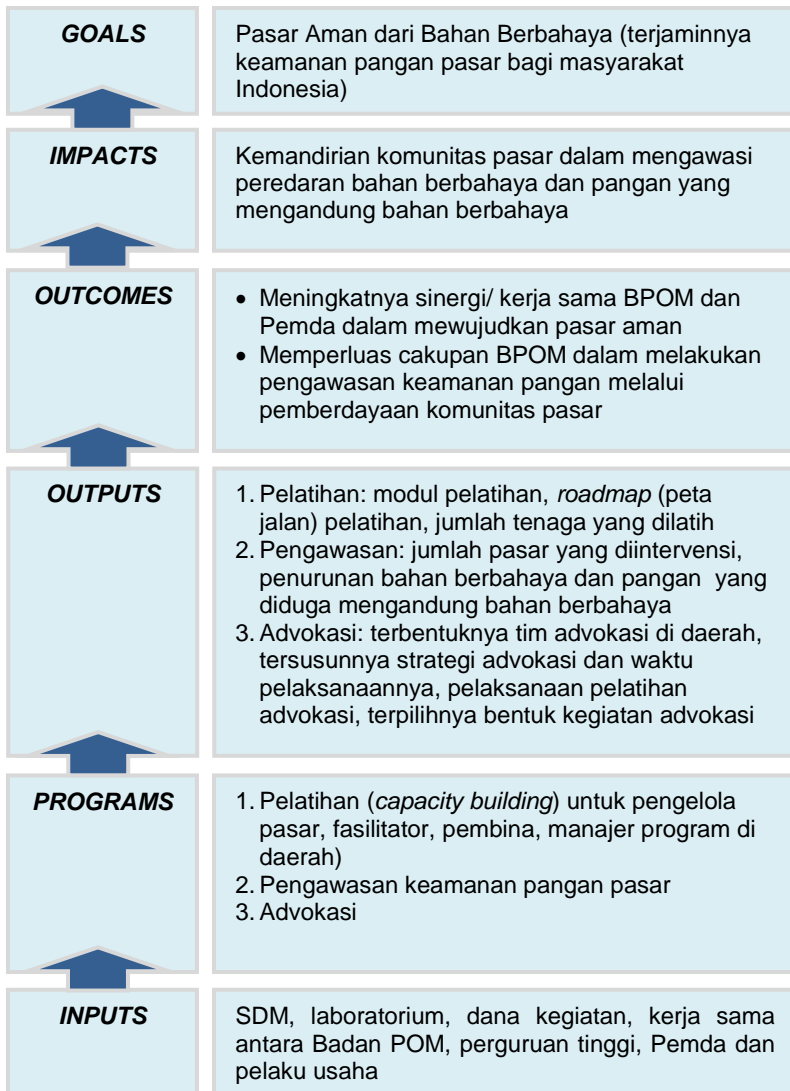 GOALS
Pasar Aman dari Bahan Berbahaya (terjaminnya
keamanan pangan pasar bagi masyarakat
Indonesia)
IMPACTS
Kemandirian komunitas pasar dalam mengawasi
peredaran bahan berbahaya dan pangan yang
mengandung bahan berbahaya
OUTCOMES
• Meningkatnya sinergi/ kerja sama BPOM dan
Pemda dalam mewujudkan pasar aman
• Memperluas cakupan BPOM dalam melakukan
pengawasan keamanan pangan melalui
pemberdayaan komunitas pasar
OUTPUTS
1. Pelatihan: modul pelatihan, roadmap (peta
jalan) pelatihan, jumlah tenaga yang dilatih
2. Pengawasan: jumlah pasar yang diintervensi,
penurunan bahan berbahaya dan pangan yang
diduga mengandung bahan berbahaya
3. Advokasi: terbentuknya tim advokasi di daerah,
tersusunnya strategi advokasi dan waktu
pelaksanaannya, pelaksanaan pelatihan
advokasi, terpilihnya bentuk kegiatan advokasi
PROGRAMS
1. Pelatihan (capacity building) untuk pengelola
pasar, fasilitator, pembina, manajer program di
daerah)
2. Pengawasan keamanan pangan pasar
3. Advokasi
INPUTS
SDM, laboratorium, dana kegiatan, kerja sama
antara Badan POM, perguruan tinggi, Pemda dan
pelaku usaha